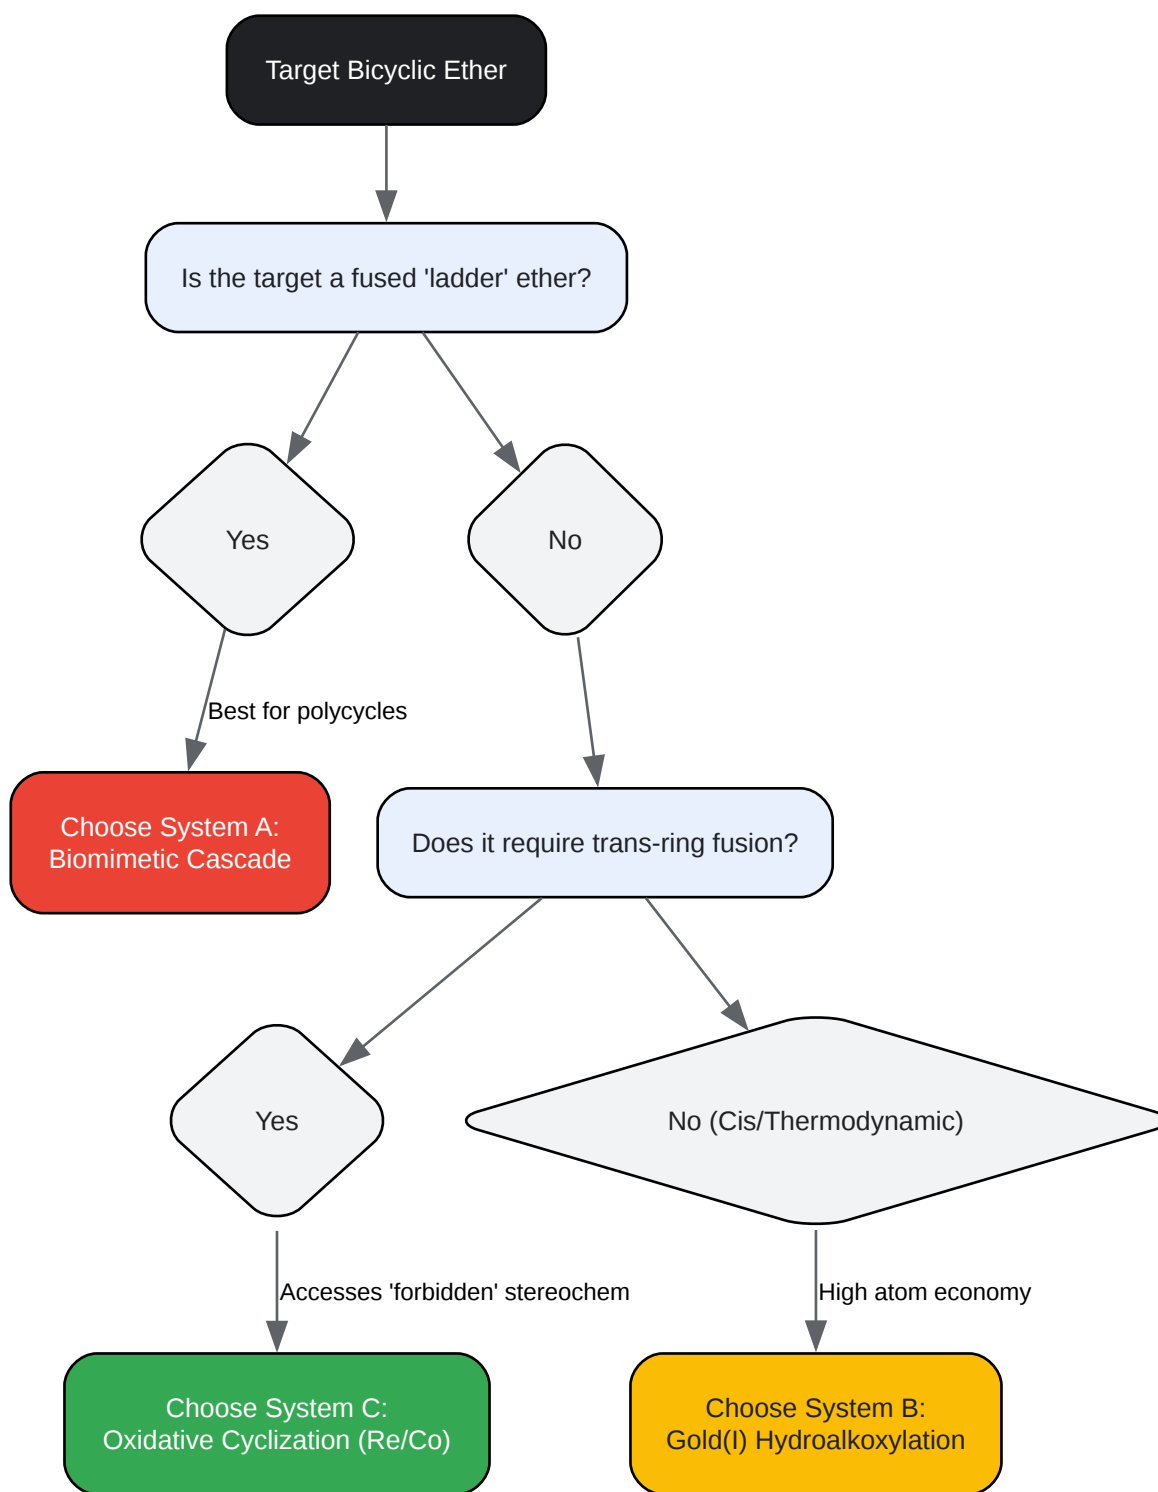 Target Bicyclic Ether
Is the target a fused 'ladder' ether?
Yes
No
Best for polycycles
Choose System A:
Biomimetic Cascade
Does it require trans-ring fusion?
Yes
No (Cis/Thermodynamic)
Accesses 'forbidden' stereochem
High atom economy
Choose System C:
Oxidative Cyclization (Re/Co)
Choose System B:
Gold(I) Hydroalkoxylation